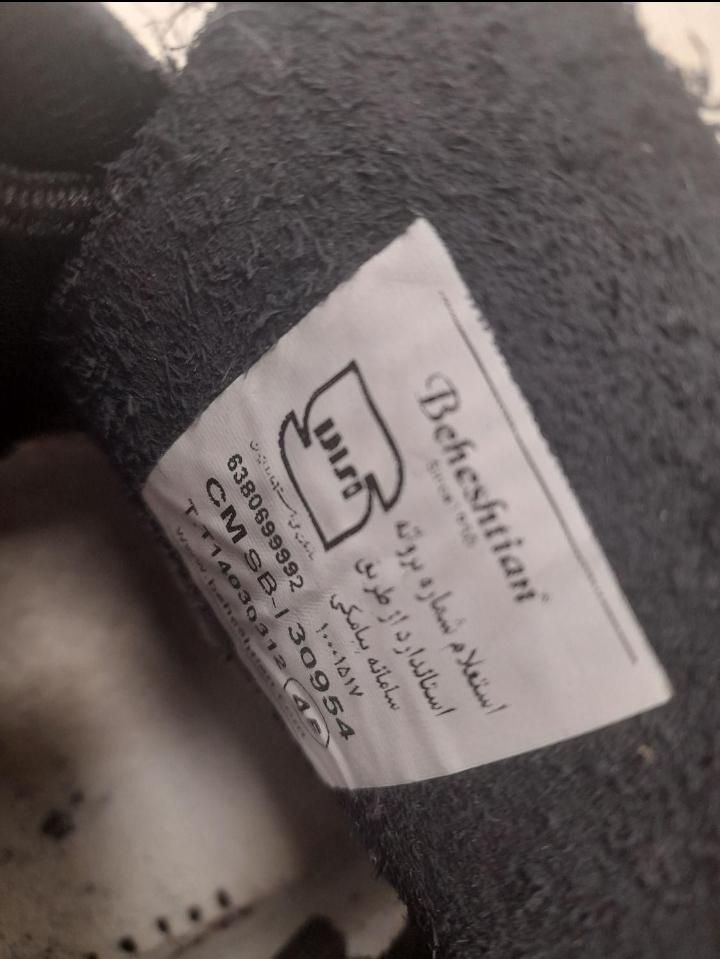 Beheshtian
استعلام شماره پروانه
استاندارد از طریق
سامانه پیامکی
۱۰۰۰۱۵۱۷
6380699992
CM SB-I 30954
T.T14030312